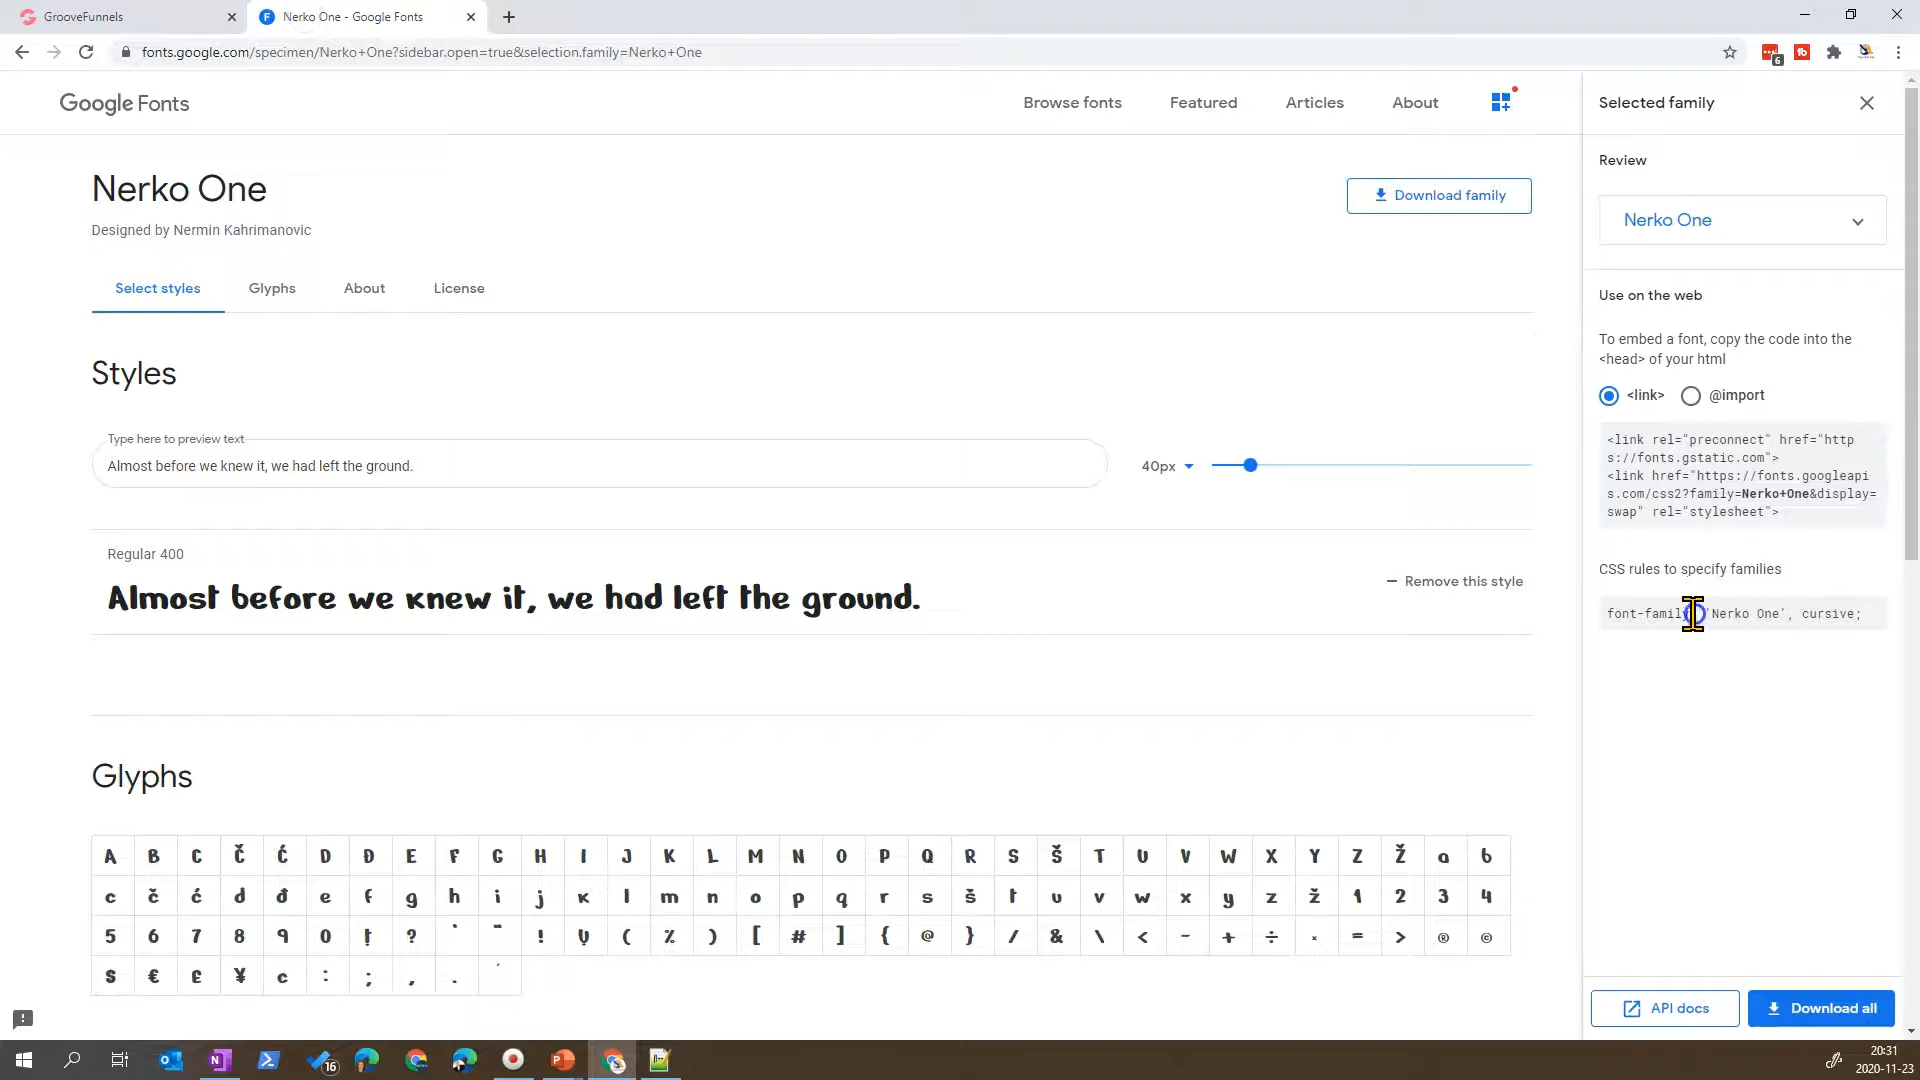 GrooveFunnels
Nerko One - Google Fonts
fonts.google.com/specimen/Nerko+One?sidebar.open=true&selection.family=Nerko+One
6
Google Fonts
Browse fonts
Featured
Articles
About
Selected family
Nerko One
Designed by Nermin Kahrimanovic
Download family
Review
Nerko One
Select styles
Glyphs
About
License
Use on the web
To embed a font, copy the code into the
<head> of your html
<link>
@import
<link rel="preconnect" href="http
s://fonts.gstatic.com">
<link href="https://fonts.googleapi
s.com/css2?family=Nerko+One&display=
swap" rel="stylesheet">
CSS rules to specify families
font-family: 'Nerko One', cursive;
Styles
Type here to preview text
Almost before we knew it, we had left the ground.
40px
Regular 400
Almost before we knew it, we had left the ground.
Remove this style
Glyphs
A B C Č Ć D Đ E F G H I J K L M N O P Q R S Š T U V W X Y Z Ž a b
c č ć d đ e f g h i j k l m n o p q r s š t u v w x y z ž 1 2 3 4
5 6 7 8 9 0 ! ? ( % ) [ # ] { @ } / & \ < - + ÷ × = > ® ©
$ € £ ¥ c : ; , .
API docs
Download all
16
20:31
2020-11-23